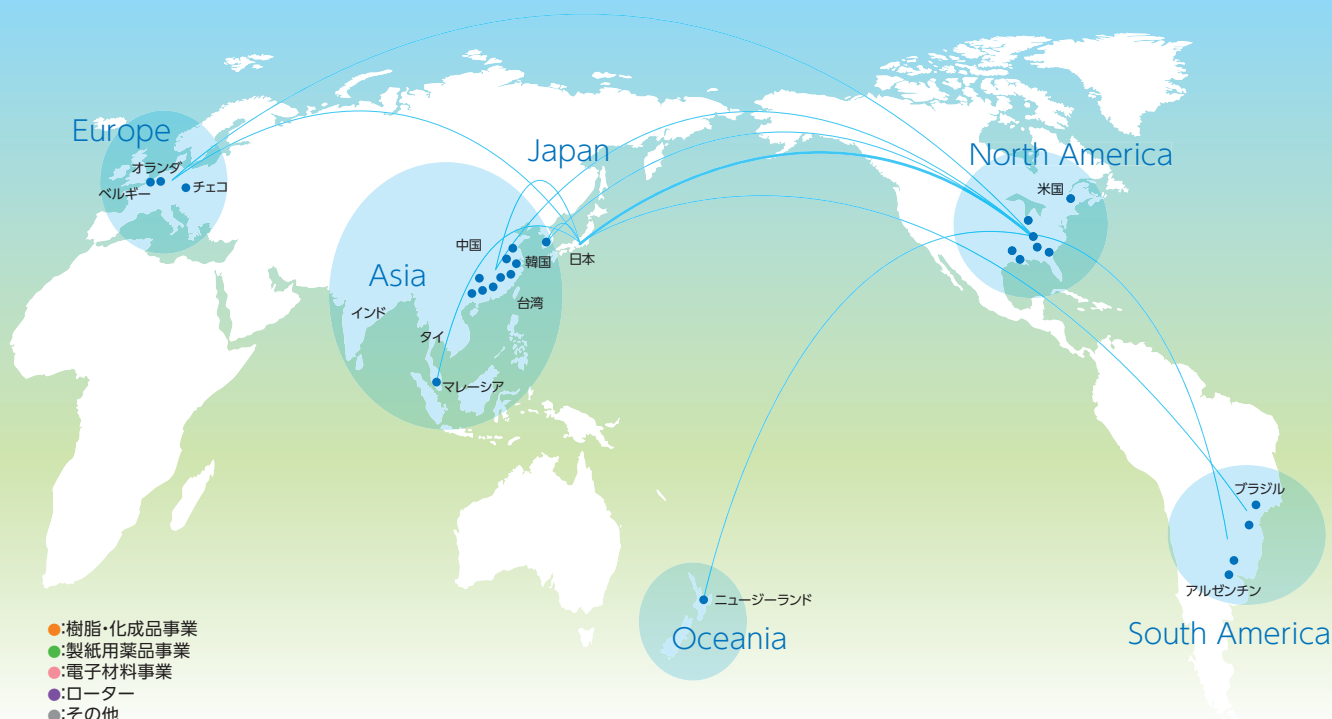 Europe
オランダ
ベルギー
チェコ
Japan
North America
米国
中国
韓国
日本
Asia
台湾
インド
タイ
マレーシア
ブラジル
アルゼンチン
ニュージーランド
Oceania
South America
●:樹脂・化成品事業
●:製紙用薬品事業
●:電子材料事業
●:ローター
●:その他